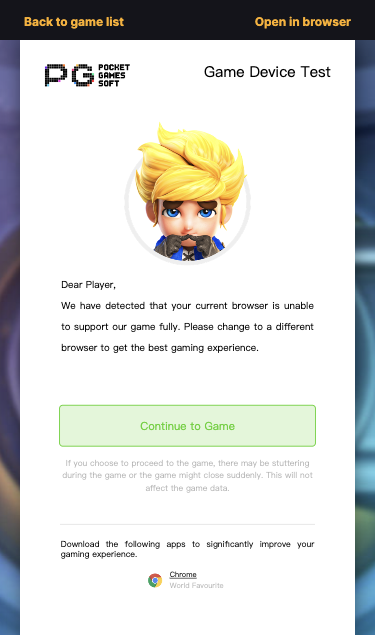 Back to game list
Open in browser
PG POCKET GAMES SOFT
Game Device Test
Dear Player,
We have detected that your current browser is unable
to support our game fully. Please change to a different
browser to get the best gaming experience.
Continue to Game
If you choose to proceed to the game, there may be stuttering
during the game or the game might close suddenly. This will not
affect the game data.
Download the following apps to significantly improve your
gaming experience.
Chrome
World Favourite